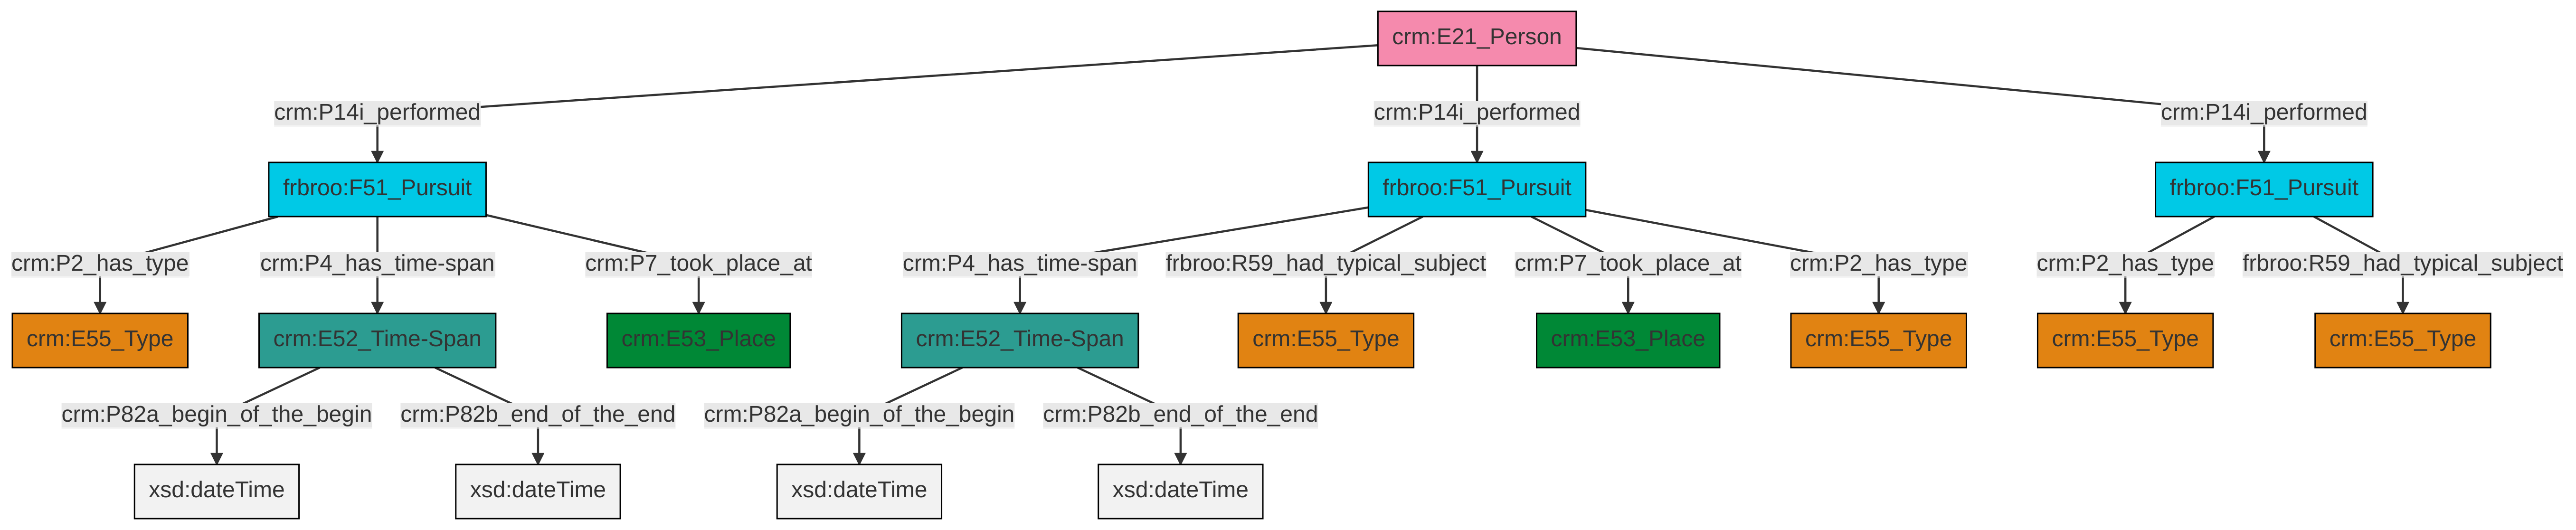 crm:E21_Person
crm:P14i_performed
crm:P14i_performed
crm:P14i_performed
frbroo:F51_Pursuit
frbroo:F51_Pursuit
frbroo:F51_Pursuit
crm:P2_has_type
crm:P4_has_time-span
crm:P7_took_place_at
crm:P4_has_time-span
frbroo:R59_had_typical_subject
crm:P7_took_place_at
crm:P2_has_type
crm:P2_has_type
frbroo:R59_had_typical_subject
crm:E55_Type
crm:E52_Time-Span
crm:E53_Place
crm:E52_Time-Span
crm:E55_Type
crm:E53_Place
crm:E55_Type
crm:E55_Type
crm:E55_Type
crm:P82a_begin_of_the_begin
crm:P82b_end_of_the_end
crm:P82a_begin_of_the_begin
crm:P82b_end_of_the_end
xsd:dateTime
xsd:dateTime
xsd:dateTime
xsd:dateTime